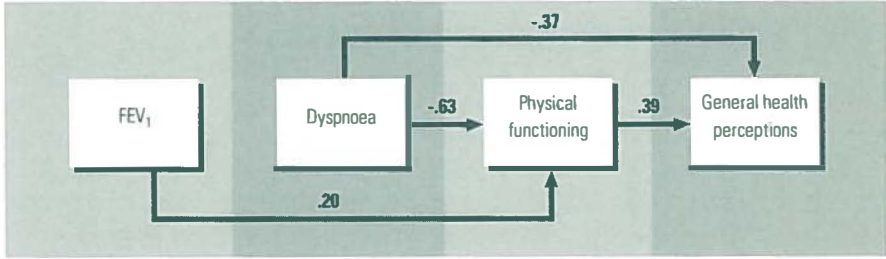 -.37
FEV₁
Dyspnoea
-.63
Physical
functioning
.39
General health
perceptions
.20